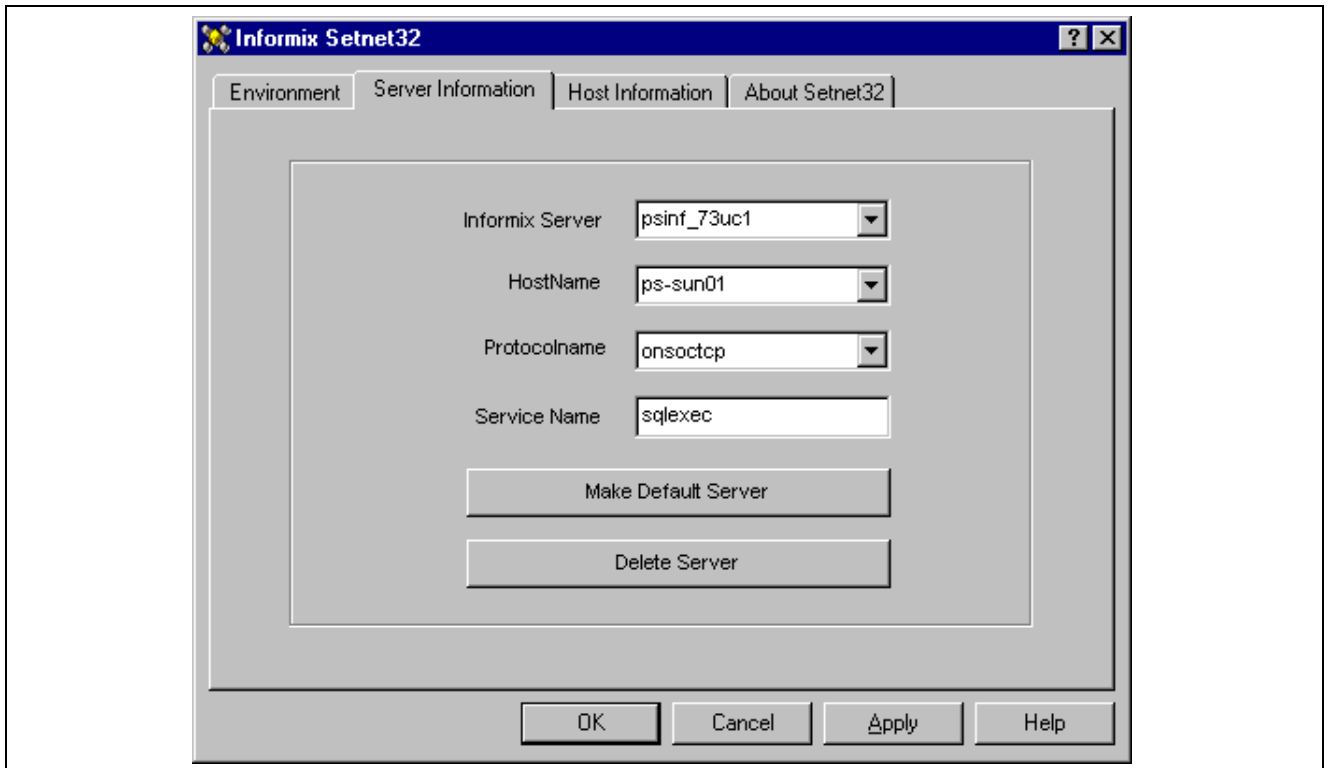 Informix Setnet32
Environment Server Information Host Information About Setnet32
Informix Server psinf_73uc1
HostName ps-sun01
Protocolname onsoctcp
Service Name sqlexec
Make Default Server
Delete Server
OK Cancel Apply Help